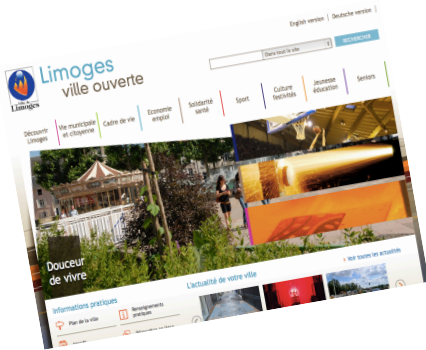 English version | Deutsche version
Dans tout le site
RECHERCHER
Ville de
Limoges
Limoges
ville ouverte
Découvrir
Limoges
Vie municipale
et citoyenne
Cadre de vie
Economie
emploi
Solidarité
santé
Sport
Culture
festivités
Jeunesse
éducation
Seniors
Douceur
de vivre
Informations pratiques
Plan de la ville
Renseignements
pratiques
L'actualité de votre ville
Voir toutes les actualités